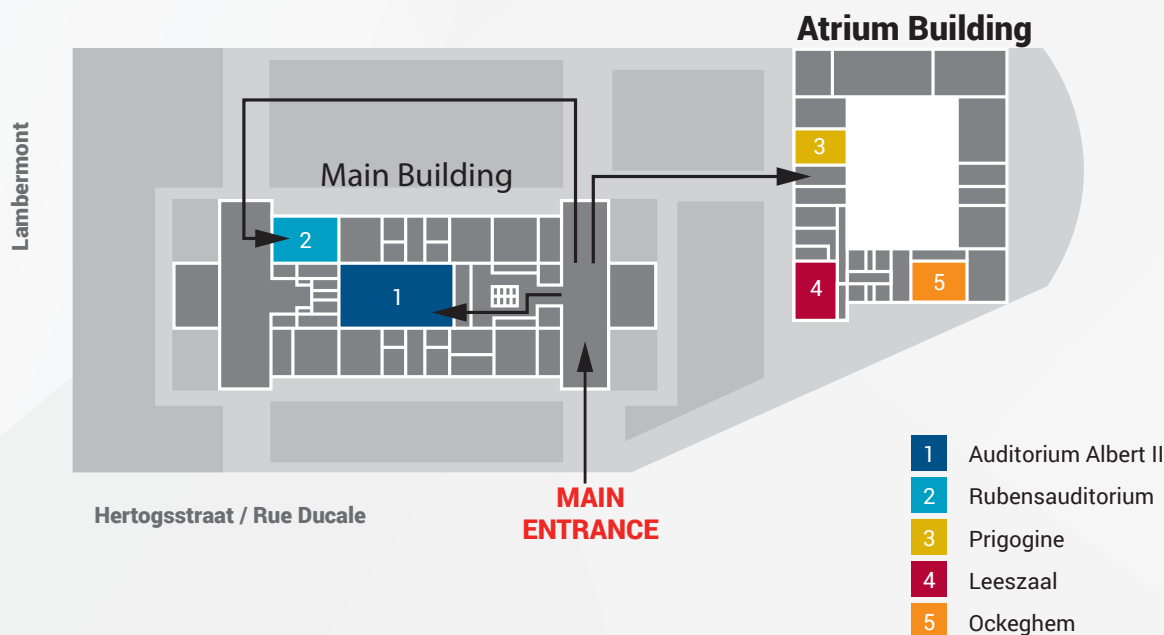 Atrium Building
Lambermont
3
Main Building
2
1
4
5
Hertogsstraat / Rue Ducale
MAIN
ENTRANCE
1 Auditorium Albert II
2 Rubensauditorium
3 Prigogine
4 Leeszaal
5 Ockeghem